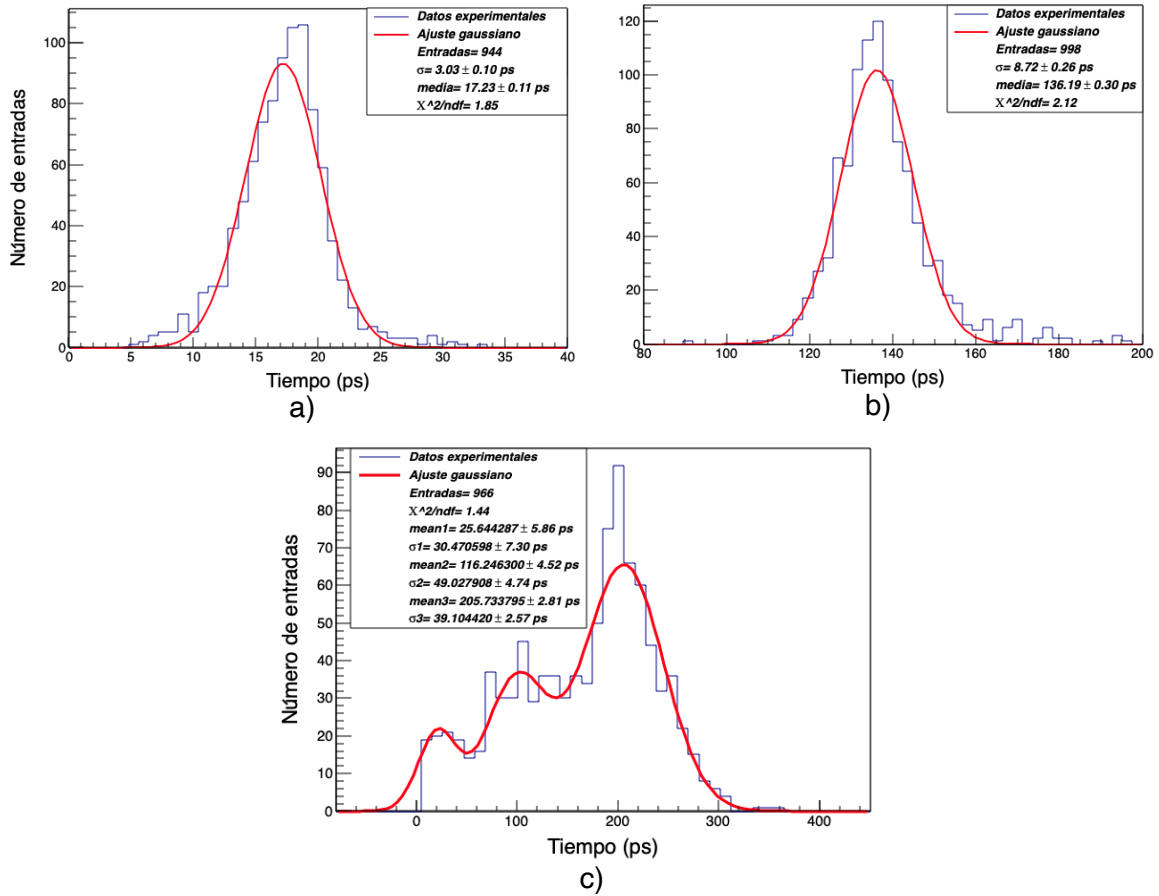 Datos experimentales
Ajuste gaussiano
Entradas= 944
σ= 3.03 ± 0.10 ps
media= 17.23 ± 0.11 ps
X^2/ndf= 1.85
100
80
60
40
20
0
Número de entradas
0 5 10 15 20 25 30 35 40
Tiempo (ps)
a)
Datos experimentales
Ajuste gaussiano
Entradas= 998
σ= 8.72 ± 0.26 ps
media= 136.19 ± 0.30 ps
X^2/ndf= 2.12
120
100
80
60
40
20
0
80 100 120 140 160 180 200
Tiempo (ps)
b)
Datos experimentales
Ajuste gaussiano
Entradas= 966
X^2/ndf= 1.44
mean1= 25.644287 ± 5.86 ps
σ1= 30.470598 ± 7.30 ps
mean2= 116.246300 ± 4.52 ps
σ2= 49.027908 ± 4.74 ps
mean3= 205.733795 ± 2.81 ps
σ3= 39.104420 ± 2.57 ps
90
80
70
60
50
40
30
20
10
0
Número de entradas
0 100 200 300 400
Tiempo (ps)
c)